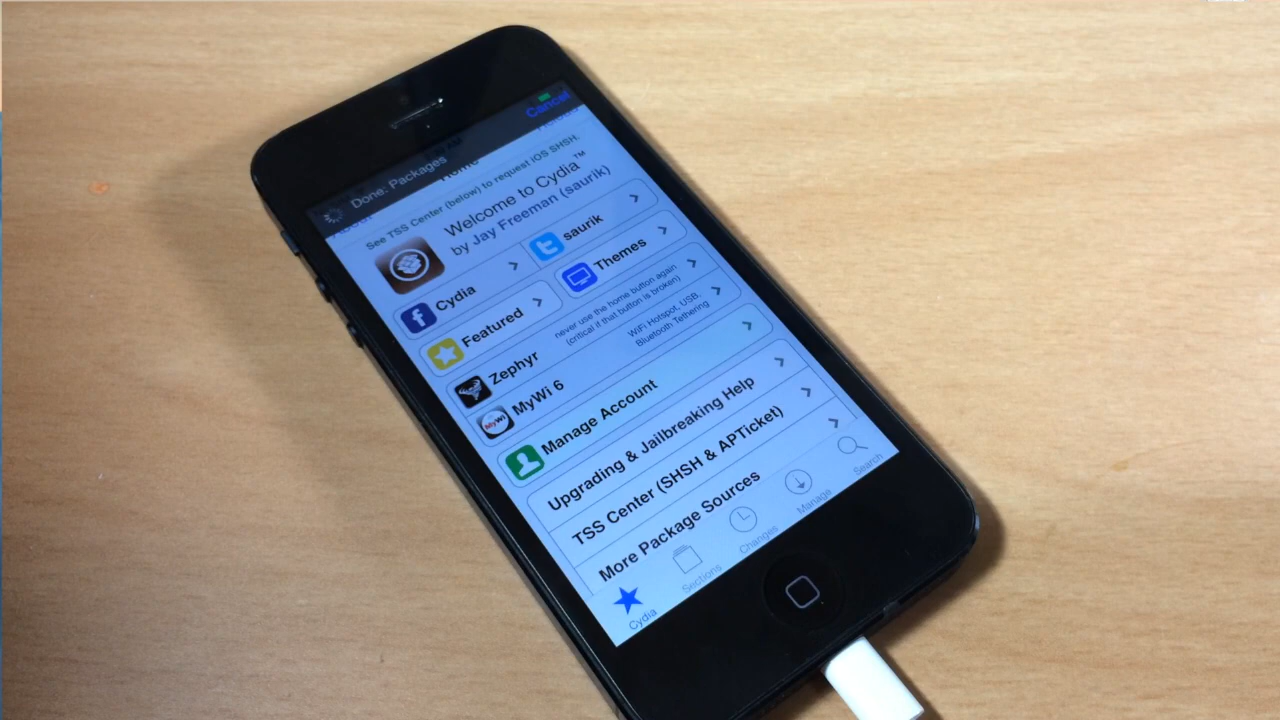 Cancel
Done: Packages
Home
See TSS Center (below) to request iOS SHSH.
Welcome to Cydia™
by Jay Freeman (saurik)
Cydia
saurik
Featured
Themes
Zephyr
never use the home button again
(critical if that button is broken)
MyWi 6
WiFi Hotspot, USB,
Bluetooth Tethering
MyWi
Manage Account
Upgrading & Jailbreaking Help
TSS Center (SHSH & APTicket)
More Package Sources
Cydia
Sections
Changes
Manage
Search